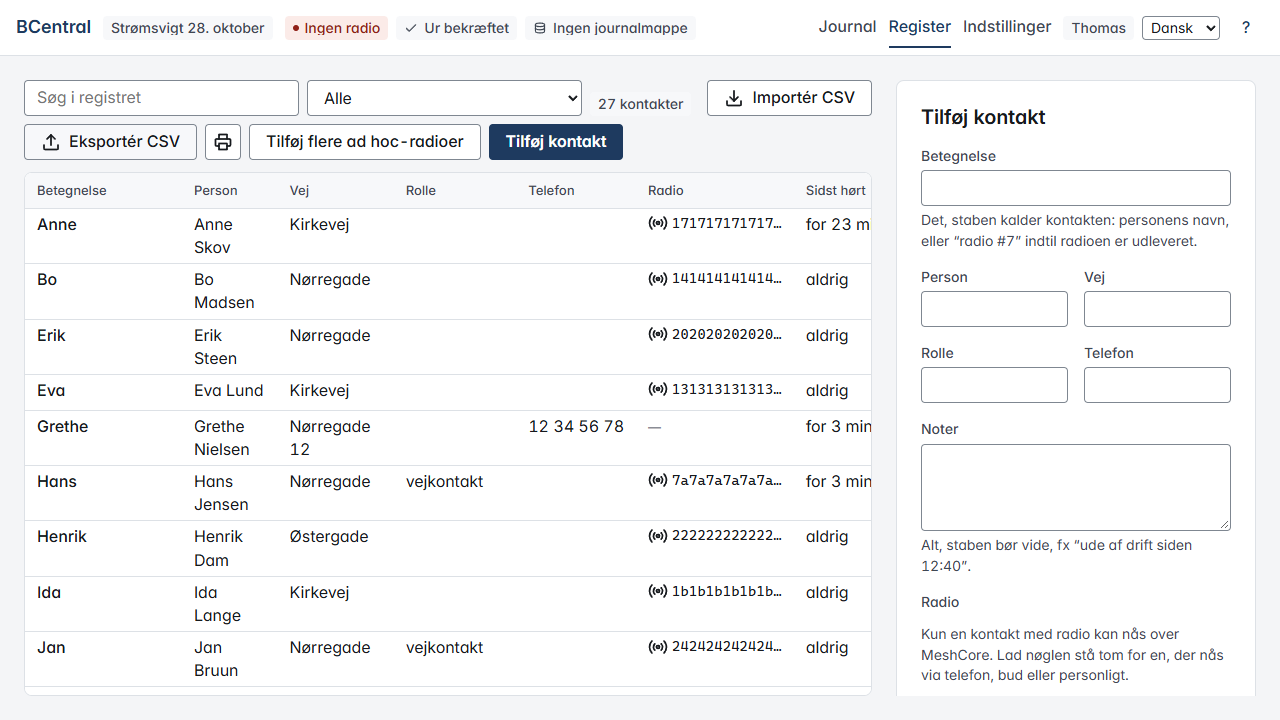 BCentral Strømsvigt 28. oktober Ingen radio Ur bekræftet Ingen journalmappe Journal Register Indstillinger Thomas Dansk ?
Søg i registret Alle 27 kontakter Importér CSV
Eksportér CSV Tilføj flere ad hoc-radioer Tilføj kontakt
Betegnelse Person Vej Rolle Telefon Radio Sidst hørt
Anne Anne Skov Kirkevej 171717171717… for 23 m
Bo Bo Madsen Nørregade 141414141414… aldrig
Erik Erik Steen Nørregade 202020202020… aldrig
Eva Eva Lund Kirkevej 131313131313… aldrig
Grethe Grethe Nielsen Nørregade 12 12 34 56 78 — for 3 min
Hans Hans Jensen Nørregade vejkontakt 7a7a7a7a7a7a… for 3 min
Henrik Henrik Dam Østergade 222222222222… aldrig
Ida Ida Lange Kirkevej 1b1b1b1b1b1b… aldrig
Jan Jan Bruun Nørregade vejkontakt 242424242424… aldrig
Tilføj kontakt
Betegnelse
Det, staben kalder kontakten: personens navn,
eller “radio #7” indtil radioen er udleveret.
Person Vej
Rolle Telefon
Noter
Alt, staben bør vide, fx “ude af drift siden
12:40”.
Radio
Kun en kontakt med radio kan nås over
MeshCore. Lad nøglen stå tom for en, der nås
via telefon, bud eller personligt.